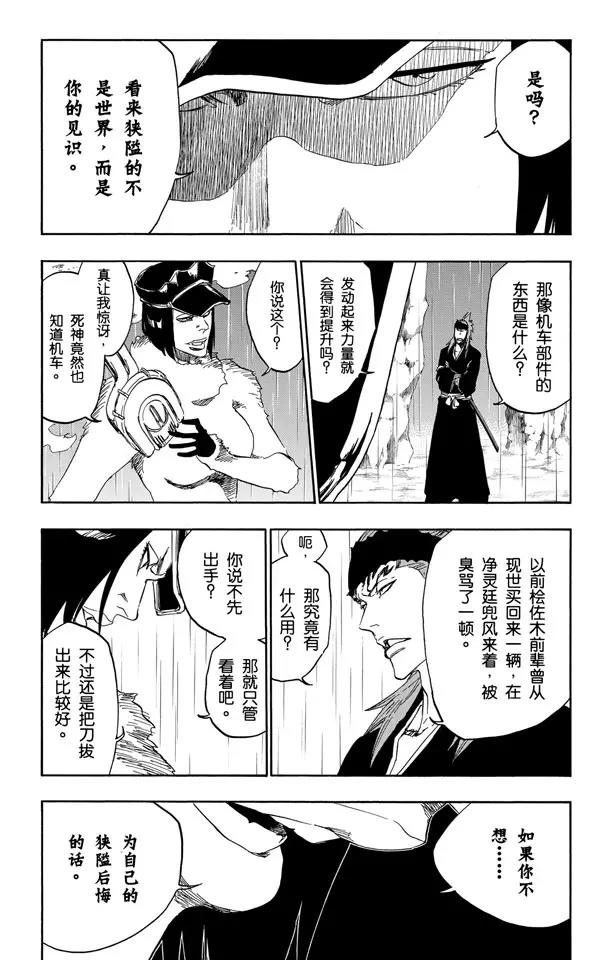 是吗？
看来狭隘的不
是世界，而是
你的见识。
那像机车部件的
东西是什么？
发动起来力量就
会得到提升吗？
你说这个？
真让我惊讶，
死神竟然也
知道机车。
以前桧佐木前辈曾从
现世买回来一辆，在
净灵廷兜风来着，被
臭骂了一顿。
呃，
那究竟有
什么用？
你说不先
出手？
那就只管
看着吧。
不过还是把刀拔
出来比较好。
如果你不
想……
为自己的
狭隘后悔
的话。